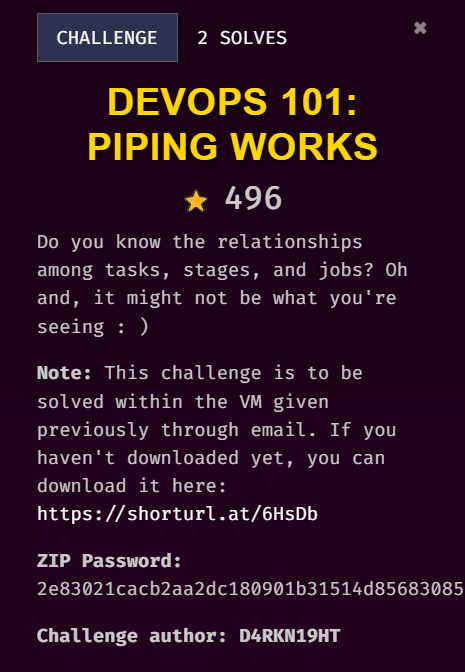 CHALLENGE 2 SOLVES ✖
DEVOPS 101:
PIPING WORKS
496
Do you know the relationships
among tasks, stages, and jobs? Oh
and, it might not be what you're
seeing : )
Note: This challenge is to be
solved within the VM given
previously through email. If you
haven't downloaded yet, you can
download it here:
https://shorturl.at/6HsDb
ZIP Password:
2e83021cacb2aa2dc180901b31514d85683085
Challenge author: D4RKN19HT